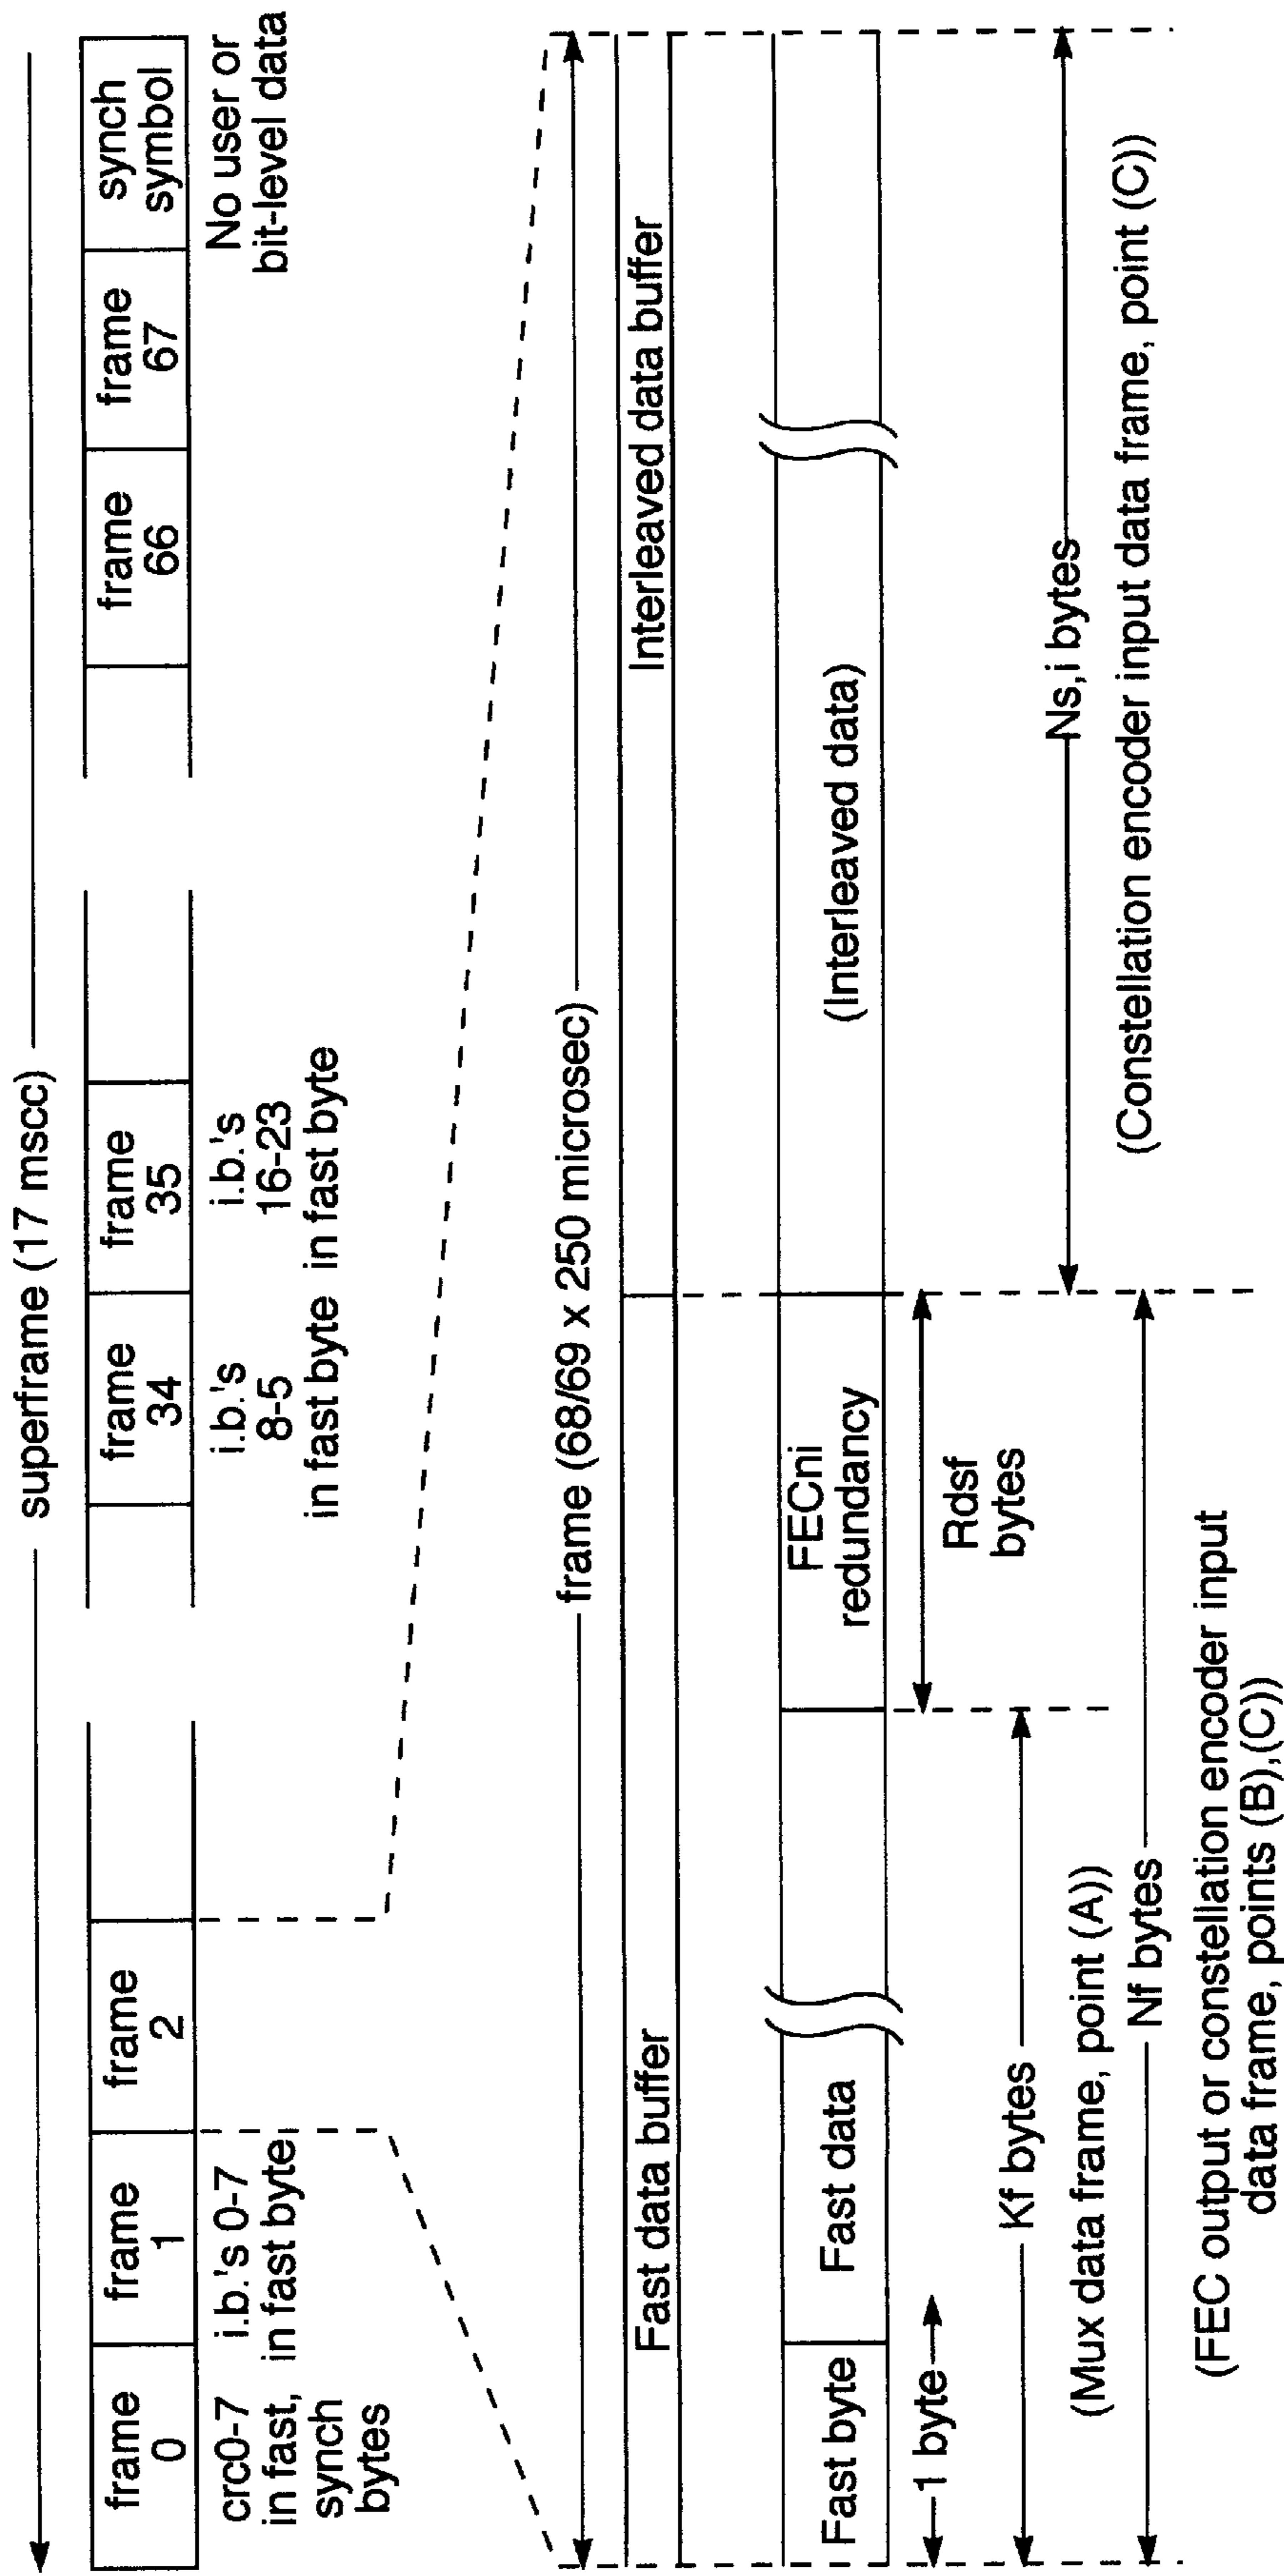 superframe (17 mscc)
frame
0
frame
1
frame
2
frame
34
frame
35
frame
66
frame
67
synch
symbol
crc0-7
in fast,
synch
bytes
i.b.'s 0-7
in fast byte
i.b.'s
8-5
in fast byte
i.b.'s
16-23
in fast byte
No user or
bit-level data
frame (68/69 x 250 microsec)
Fast data buffer
Interleaved data buffer
Fast byte
Fast data
FECni
redundancy
(Interleaved data)
1 byte
Rdsf
bytes
Kf bytes
Ns,i bytes
(Mux data frame, point (A))
(Constellation encoder input data frame, point (C))
Nf bytes
(FEC output or constellation encoder input
data frame, points (B),(C))